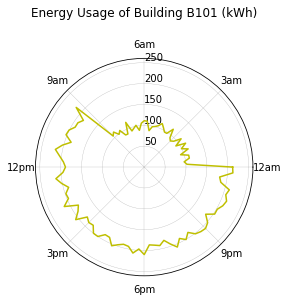 Energy Usage of Building B101 (kWh)
6am
250
9am
3am
200
150
100
50
12pm
12am
3pm
9pm
6pm